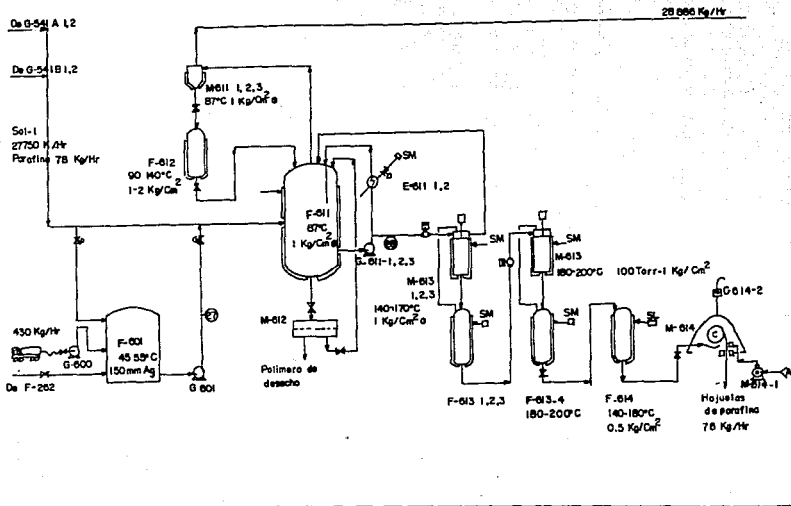 De G-541 A 1,2
28 886 Kg/Hr
De G-541 B 1,2
M-611 1, 2, 3
87°C 1 Kg/Cm² a
Sol-1
27750 K/Hr
Parafina 78 Kg/Hr
F-612
90 140°C
1-2 Kg/Cm²
SM
E-611 1,2
F-611
87°C
1 Kg/Cm² a
G-611-1,2,3
SM
M-613
1,2,3
140-170°C
1 Kg/Cm² a
SM
M-613
180-200°C 100 Torr-1 Kg/Cm²
G-614-2
M-614
M-612
SM
SM
SL
27
430 Kg/Hr
G-600
F-601
45 55°C
150 mm Ag
De F-262
G 601
Polimero de
desecho
F-613 1,2,3
F-613-4
180-200°C
F-614
140-180°C
0.5 Kg/Cm²
M-614-1
Hojuelas
de parafina
78 Kg/Hr